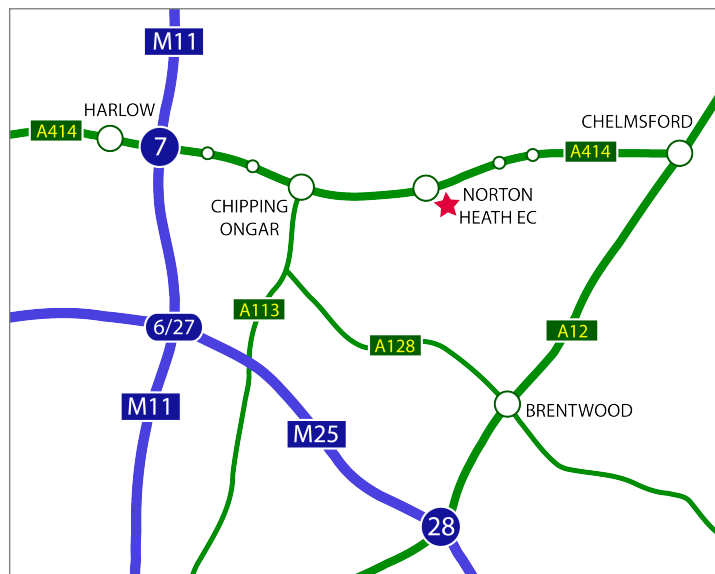 M11
HARLOW
A414
7
CHELMSFORD
A414
CHIPPING
ONGAR
NORTON
HEATH EC
A113
6/27
A128
A12
M11
BRENTWOOD
M25
28